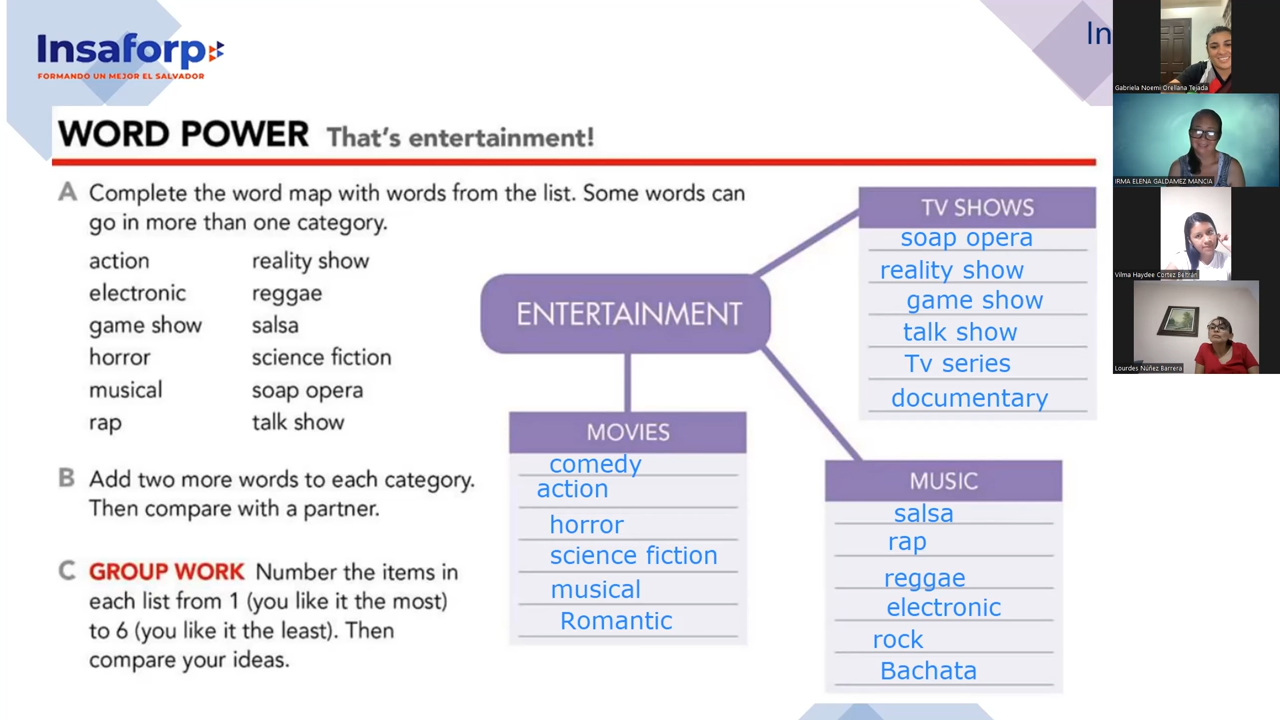 Insaforp
FORMANDO UN MEJOR EL SALVADOR
In
WORD POWER That's entertainment!
A Complete the word map with words from the list. Some words can
go in more than one category.
action reality show
electronic reggae
game show salsa
horror science fiction
musical soap opera
rap talk show
B Add two more words to each category.
Then compare with a partner.
C GROUP WORK Number the items in
each list from 1 (you like it the most)
to 6 (you like it the least). Then
compare your ideas.
ENTERTAINMENT
TV SHOWS
soap opera
reality show
game show
talk show
Tv series
documentary
MOVIES
comedy
action
horror
science fiction
musical
Romantic
MUSIC
salsa
rap
reggae
electronic
rock
Bachata
Gabriela Noemi Orellana Tejada
IRMA ELENA GALDAMEZ MANCIA
Vilma Haydee Cortez Beltrán
Lourdes Núñez Barrera